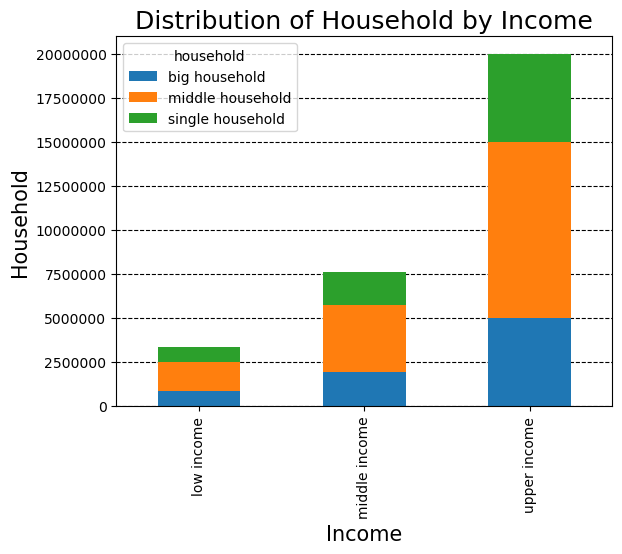 Distribution of Household by Income
household
big household
middle household
single household
20000000
17500000
15000000
12500000
10000000
7500000
5000000
2500000
0
Household
low income
middle income
upper income
Income